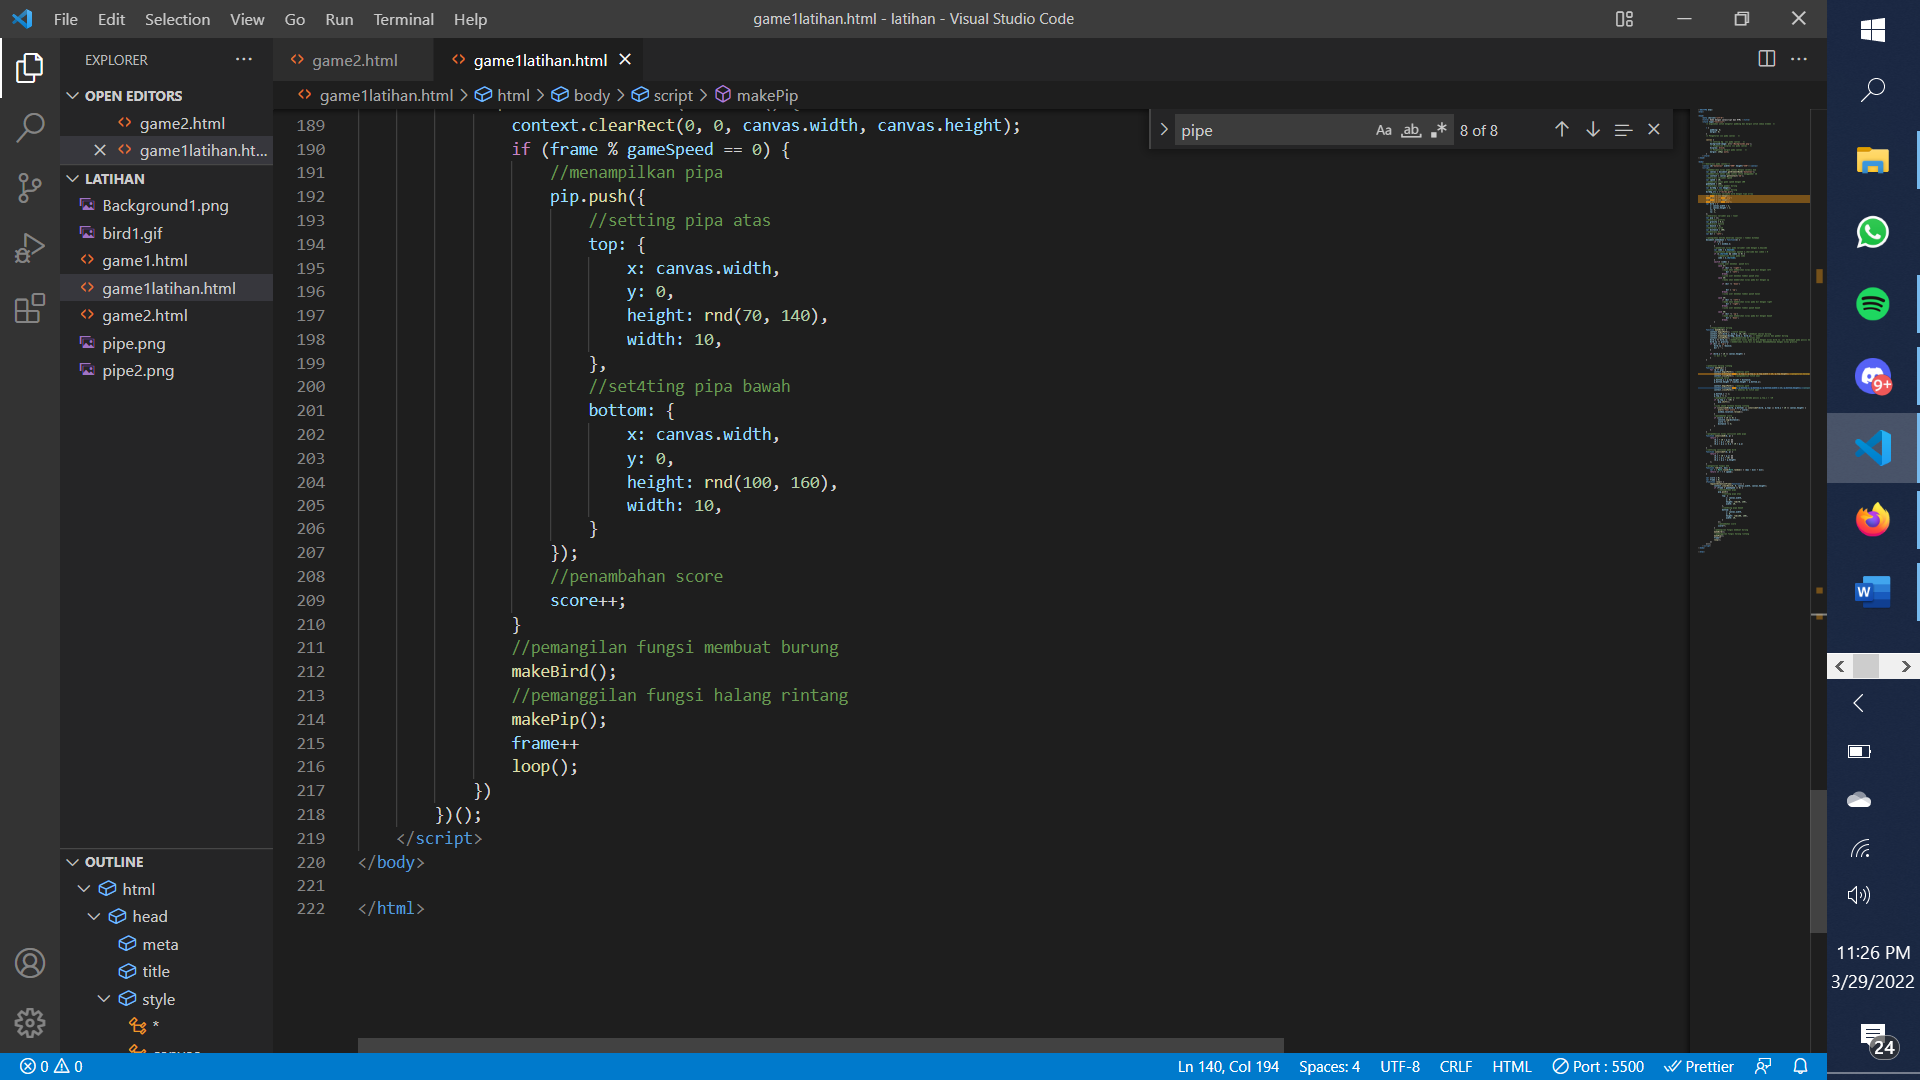 File Edit Selection View Go Run Terminal Help
game1latihan.html - latihan - Visual Studio Code
EXPLORER
OPEN EDITORS
game2.html
game1latihan.ht...
LATIHAN
Background1.png
bird1.gif
game1.html
game1latihan.html
game2.html
pipe.png
pipe2.png
OUTLINE
html
head
meta
title
style
*
game2.html
game1latihan.html
game1latihan.html > html > body > script > makePip
pipe
Aa ab
8 of 8
189 context.clearRect(0, 0, canvas.width, canvas.height);
190 if (frame % gameSpeed == 0) {
191 //menampilkan pipa
192 pip.push({
193 //setting pipa atas
194 top: {
195 x: canvas.width,
196 y: 0,
197 height: rnd(70, 140),
198 width: 10,
199 },
200 //set4ting pipa bawah
201 bottom: {
202 x: canvas.width,
203 y: 0,
204 height: rnd(100, 160),
205 width: 10,
206 }
207 });
208 //penambahan score
209 score++;
210 }
211 //pemangilan fungsi membuat burung
212 makeBird();
213 //pemanggilan fungsi halang rintang
214 makePip();
215 frame++
216 loop();
217 })
218 })();
219 </script>
220 </body>
221
222 </html>
0 0
Ln 140, Col 194
Spaces: 4
UTF-8
CRLF
HTML
Port : 5500
Prettier
9+
W
11:26 PM
3/29/2022
24